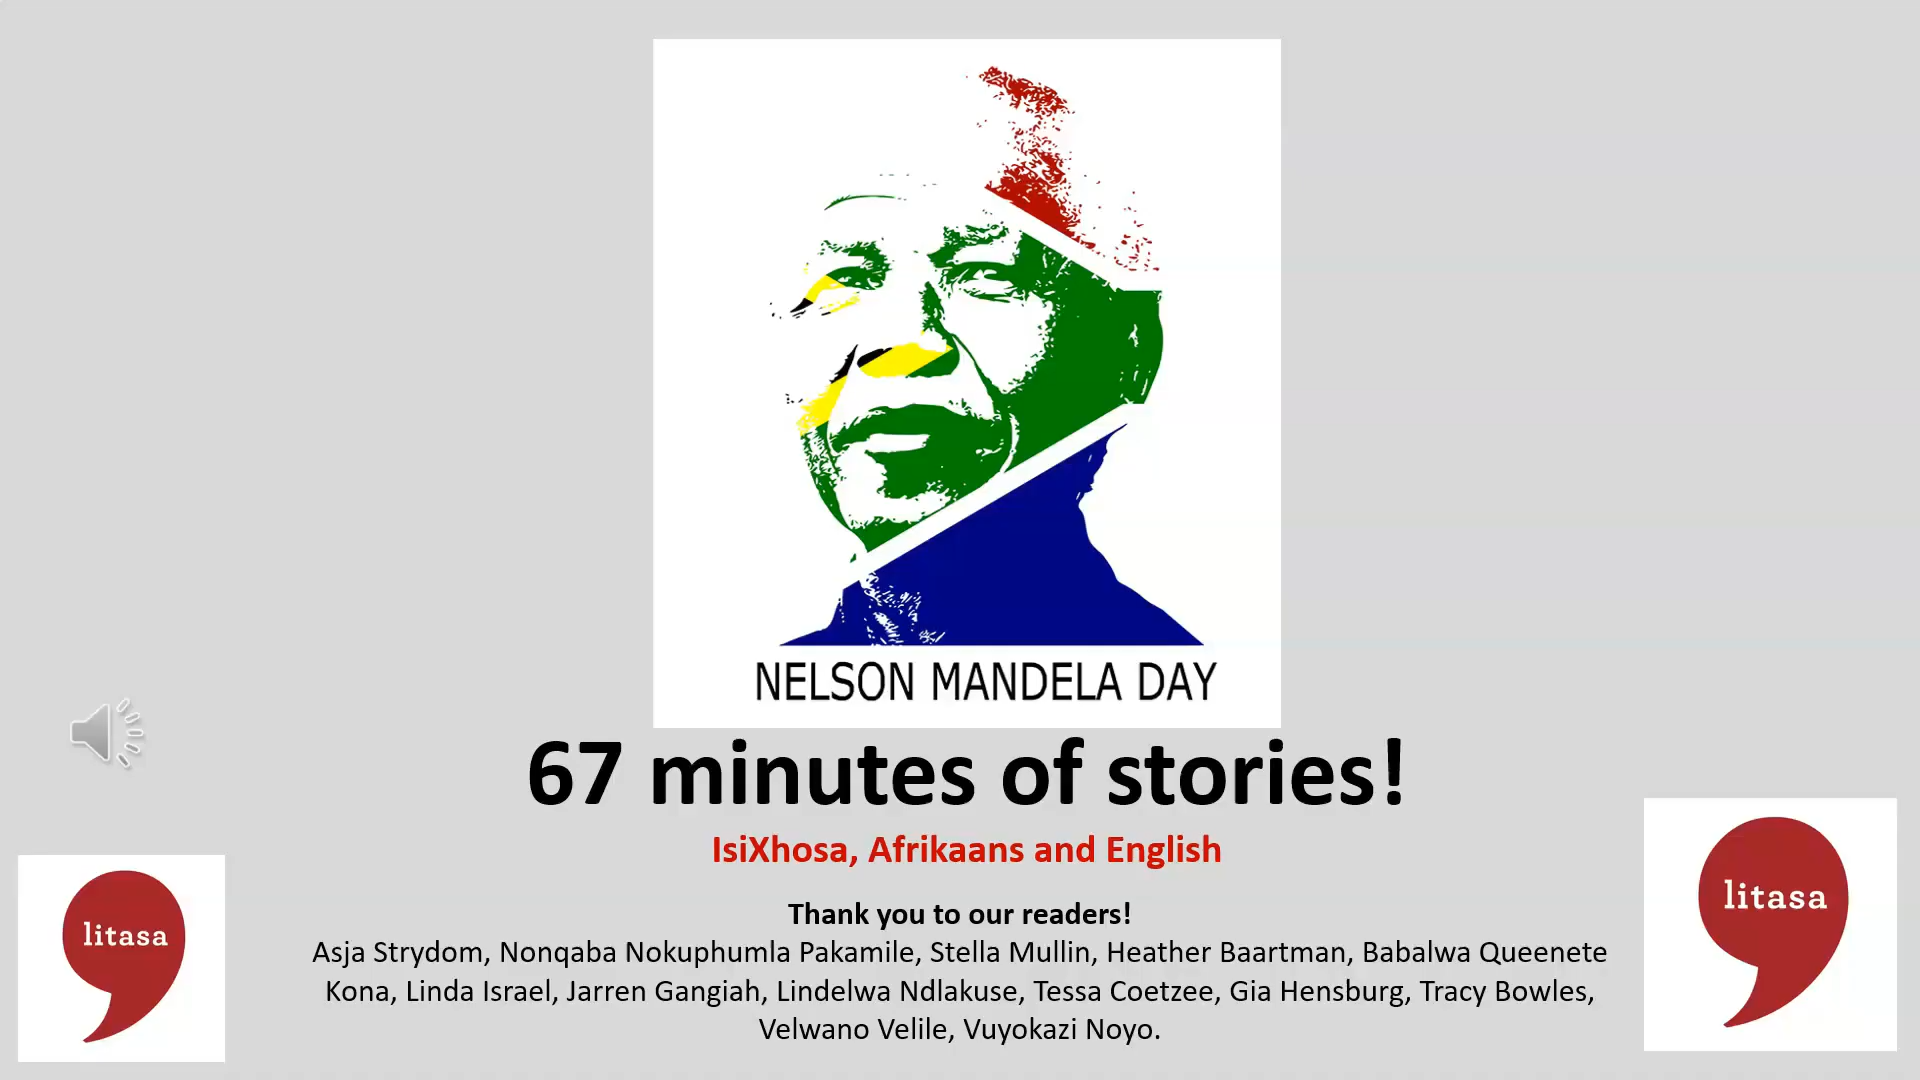 NELSON MANDELA DAY
67 minutes of stories!
IsiXhosa, Afrikaans and English
Thank you to our readers!
Asja Strydom, Nonqaba Nokuphumla Pakamile, Stella Mullin, Heather Baartman, Babalwa Queenete
Kona, Linda Israel, Jarren Gangiah, Lindelwa Ndlakuse, Tessa Coetzee, Gia Hensburg, Tracy Bowles,
Velwano Velile, Vuyokazi Noyo.
litasa
litasa